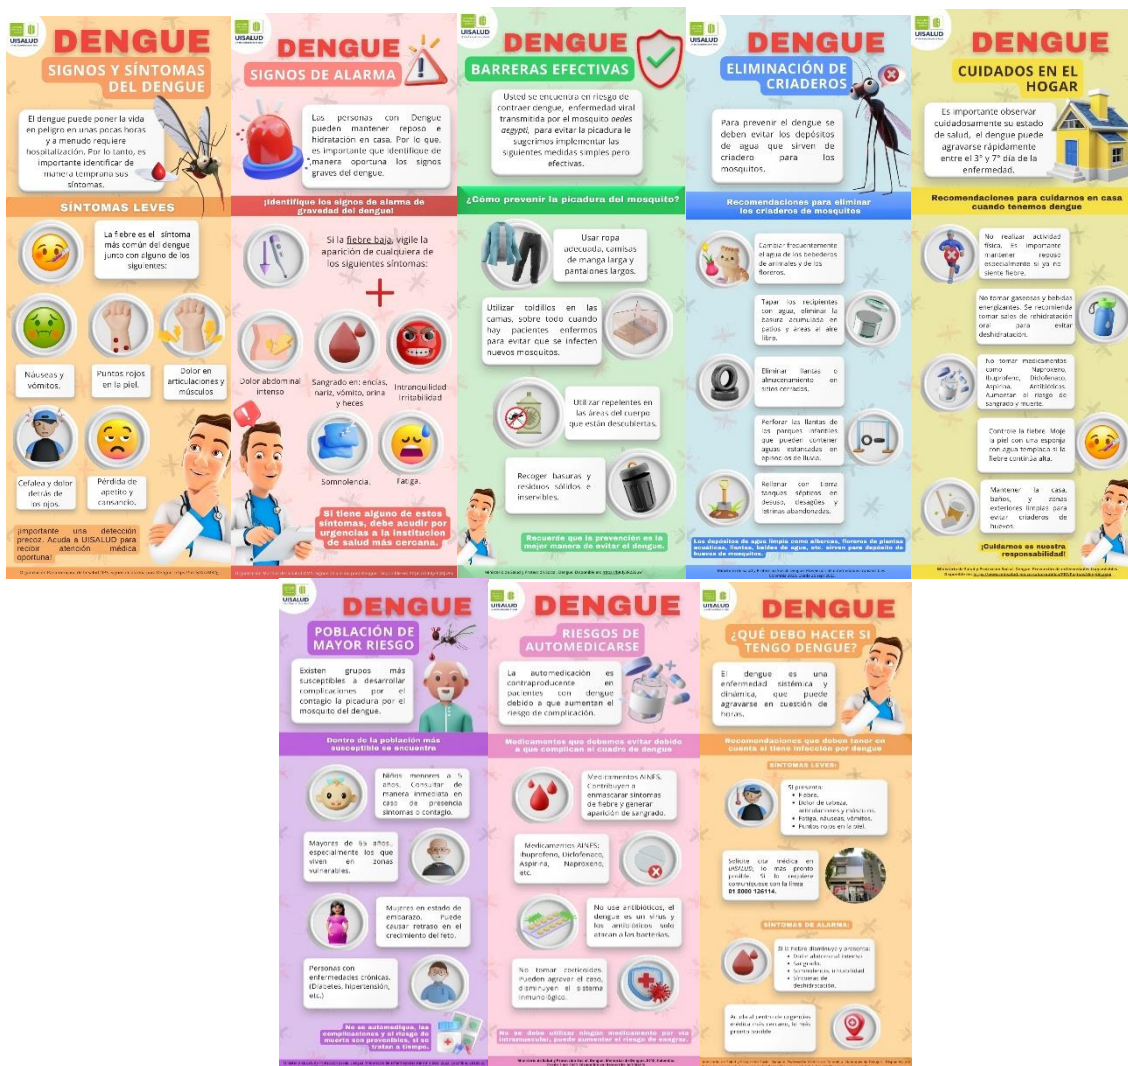 UISALUD
DENGUE
SIGNOS Y SÍNTOMAS
DEL DENGUE
El dengue puede poner la vida
en peligro en unas pocas horas
y a menudo requiere
hospitalización. Por lo tanto, es
importante identificar de
manera temprana sus
síntomas.
SÍNTOMAS LEVES
La fiebre es el síntoma
más común del dengue
junto con alguno de los
siguientes:
Náuseas y
vómitos.
Puntos rojos
en la piel.
Dolor en
articulaciones y
músculos
Cefalea y dolor
detrás de
los ojos.
Pérdida de
apetito y
cansancio.
¡Importante una detección
precoz. Acuda a UISALUD para
recibir atención médica
oportuna!
UISALUD
DENGUE
SIGNOS DE ALARMA
Las personas con Dengue
pueden mantener reposo e
hidratación en casa. Por lo que,
es importante que identifique de
manera oportuna los signos
graves del dengue.
¡Identifique los signos de alarma de
gravedad del dengue!
Si la fiebre baja, vigile la
aparición de cualquiera de
los siguientes síntomas:
Dolor abdominal
intenso
Sangrado en: encías,
nariz, vómito, orina
y heces
Intranquilidad
Irritabilidad
Somnolencia.
Fatiga.
Si tiene alguno de estos
síntomas, debe acudir por
urgencias a la institucion
de salud más cercana.
UISALUD
DENGUE
BARRERAS EFECTIVAS
Usted se encuentra en riesgo de
contraer dengue, enfermedad viral
transmitida por el mosquito aedes
aegypti, para evitar la picadura le
sugerimos implementar las
siguientes medidas simples pero
efectivas.
¿Cómo prevenir la picadura del mosquito?
Usar ropa
adecuada, camisas
de manga larga y
pantalones largos.
Utilizar toldillos en las
camas, sobre todo cuando
hay pacientes enfermos
para evitar que se infecten
nuevos mosquitos.
Utilizar repelentes en
las áreas del cuerpo
que están descubiertas.
Recoger basuras y
residuos sólidos e
inservibles.
Recuerde que la prevención es la
mejor manera de evitar el dengue.
UISALUD
DENGUE
ELIMINACIÓN DE
CRIADEROS
Para prevenir el dengue se
deben evitar los depósitos
de agua que sirven de
criadero para los
mosquitos.
Recomendaciones para eliminar
los criaderos de mosquitos
Cambiar frecuentemente
el agua de los bebederos
de animales y de los
floreros.
Tapar los recipientes
con agua, eliminar la
basura acumulada en
patios y áreas al aire
libre.
Eliminar llantas o
almacenamiento en
sitios cerrados.
Perforar las llantas de
los parques infantiles
que pueden contener
aguas estancadas en
episodios de lluvia.
Rellenar con tierra
tanques sépticos en
desuso, desagües y
letrinas abandonadas.
Los depósitos de agua limpia como albercas, floreros de plantas
acuáticas, llantas, baldes de agua, etc. sirven para depósito de
huevos de mosquitos.
UISALUD
DENGUE
CUIDADOS EN EL
HOGAR
Es importante observar
cuidadosamente su estado
de salud, el dengue puede
agravarse rápidamente
entre el 3° y 7° día de la
enfermedad.
Recomendaciones para cuidarnos en casa
cuando tenemos dengue
No realizar actividad
física. Es importante
mantener reposo
especialmente si ya no
siente fiebre.
No tomar gaseosas y bebidas
energizantes. Se recomienda
tomar sales de rehidratación
oral para evitar
deshidratación.
No tomar medicamentos
como Naproxeno,
Ibuprofeno, Diclofenaco,
Aspirina, Antibióticos.
Aumentan el riesgo de
sangrado y muerte.
Controle la fiebre. Moje
la piel con una esponja
con agua templada si la
fiebre continúa alta.
Mantener la casa,
baños, y zonas
exteriores limpias para
evitar criaderos de
huevos.
¡Cuidarnos es nuestra
responsabilidad!
UISALUD
DENGUE
POBLACIÓN DE
MAYOR RIESGO
Existen grupos más
susceptibles a desarrollar
complicaciones por el
contagio la picadura por el
mosquito del dengue.
Dentro de la población más
susceptible se encuentra
Niños menores a 5
años. Consultar de
manera inmediata en
caso de presencia
síntomas o contagio.
Mayores de 65 años,
especialmente los que
viven en zonas
vulnerables.
Mujeres en estado de
embarazo. Puede
causar retraso en el
crecimiento del feto.
Personas con
enfermedades crónicas.
(Diabetes, hipertensión,
etc.)
No se automedique, las
complicaciones y el riesgo de
muerte son prevenibles, si se
tratan a tiempo.
UISALUD
DENGUE
RIESGOS DE
AUTOMEDICARSE
La automedicación es
contraproducente en
pacientes con dengue
debido a que aumentan el
riesgo de complicación.
Medicamentos que debemos evitar debido
a que complican el cuadro de dengue
Medicamentos AINES.
Contribuyen a
enmascarar síntomas
de fiebre y generar
aparición de sangrado.
Medicamentos AINES:
Ibuprofeno, Diclofenaco,
Aspirina, Naproxeno,
etc.
No use antibióticos, el
dengue es un virus y
los antibióticos solo
atacan a las bacterias.
No tomar corticoides.
Pueden agravar el caso,
disminuyen el sistema
inmunológico.
No se debe utilizar ningún medicamento por vía
intramuscular, puede aumentar el riesgo de sangrar.
UISALUD
DENGUE
¿QUÉ DEBO HACER SI
TENGO DENGUE?
El dengue es una
enfermedad sistémica y
dinámica, que puede
agravarse en cuestión de
horas.
Recomendaciones que deben tener en
cuenta si tiene infección por dengue
SÍNTOMAS LEVES:
Si presenta:
• Fiebre.
• Dolor de cabeza,
articulaciones y músculos.
• Fatiga, náuseas, vómitos.
• Puntos rojos en la piel.
Solicite cita médica en
UISALUD, lo más pronto
posible. Si lo requiere
comuníquese con la línea
01 8000 126114.
SÍNTOMAS DE ALARMA:
Si la fiebre disminuye y presenta:
• Dolor abdominal intenso
• Sangrado.
• Somnolencia, irritabilidad
• Síntomas de
deshidratación.
Acuda al centro de urgencias
médica más cercano, lo más
pronto posible